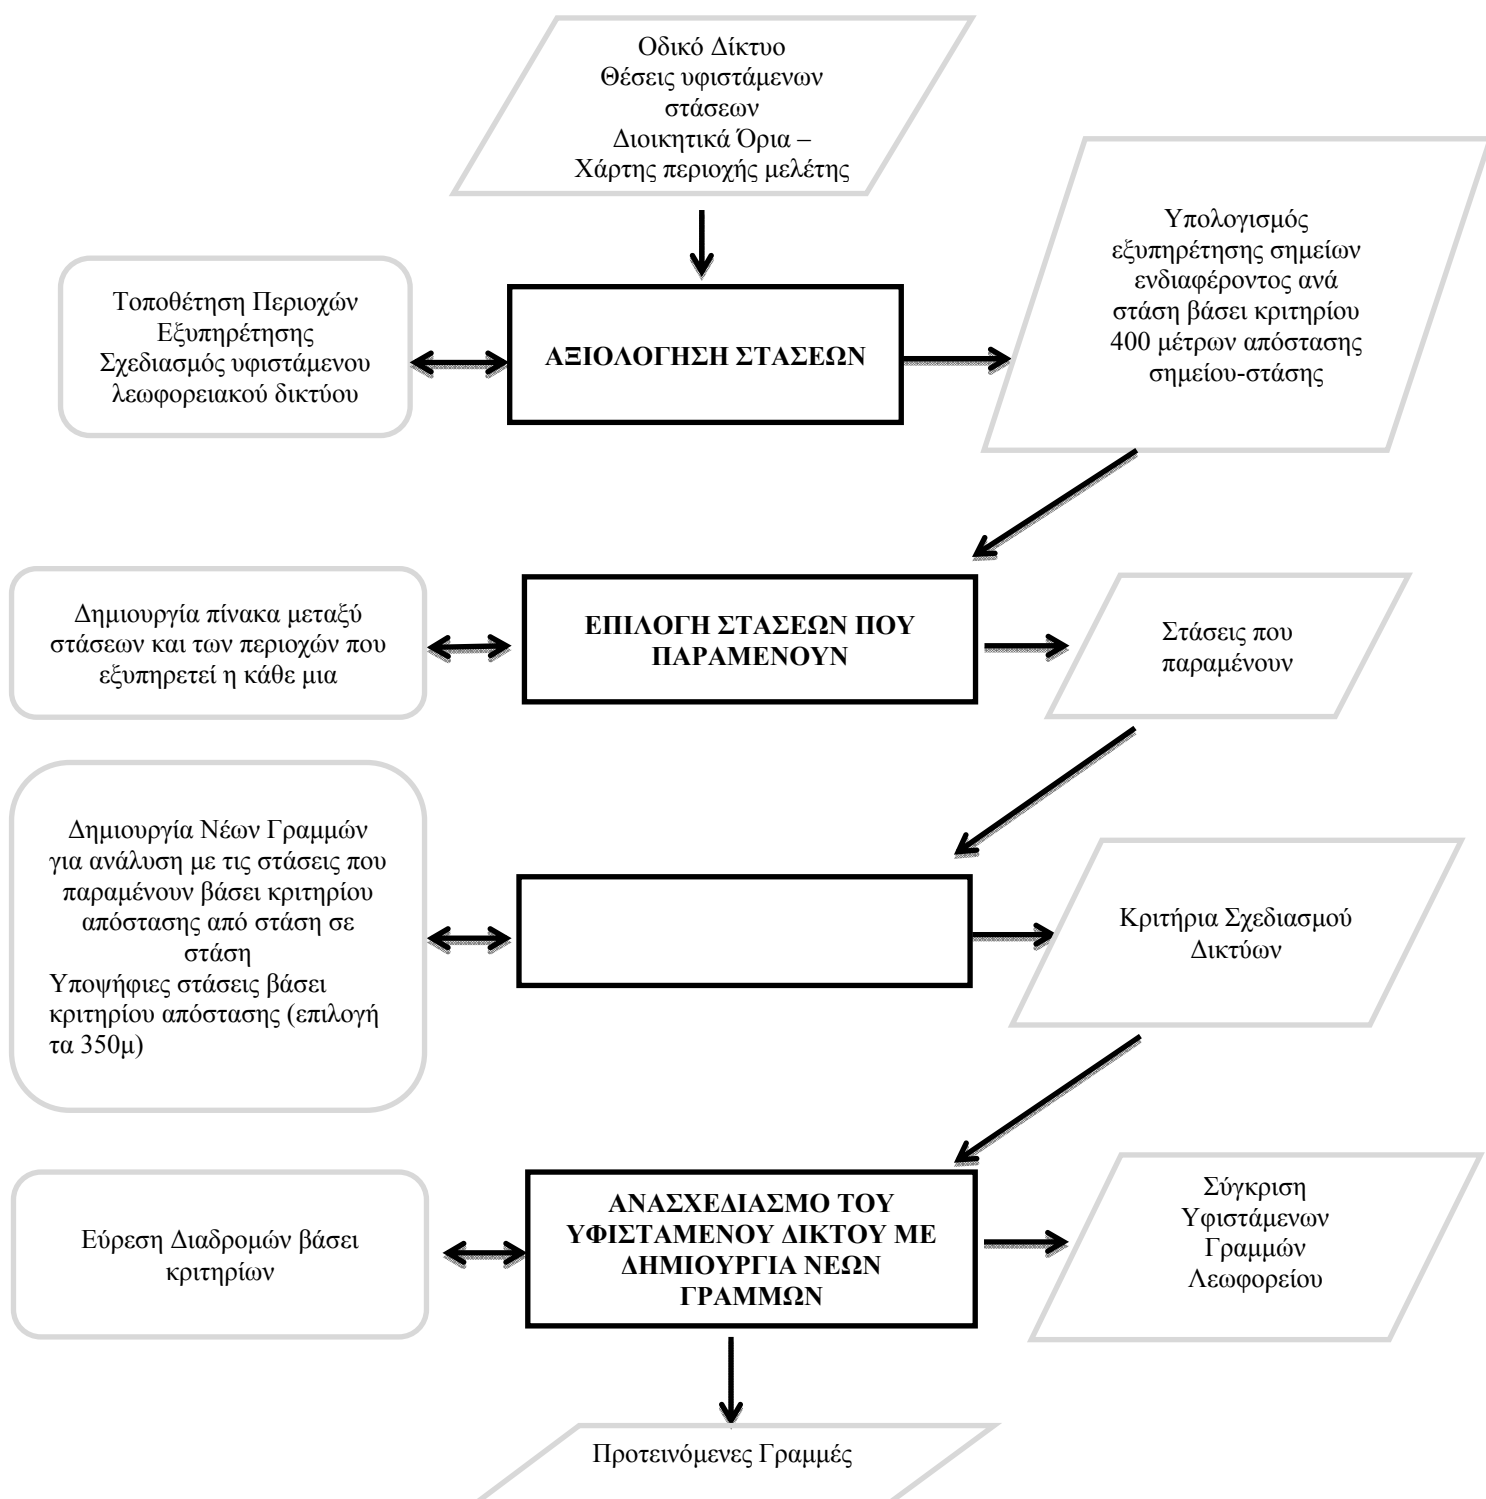 Οδικό Δίκτυο
Θέσεις υφιστάμενων
στάσεων
Διοικητικά Όρια –
Χάρτης περιοχής μελέτης
Τοποθέτηση Περιοχών
Εξυπηρέτησης
Σχεδιασμός υφιστάμενου
λεωφορειακού δικτύου
ΑΞΙΟΛΟΓΗΣΗ ΣΤΑΣΕΩΝ
Υπολογισμός
εξυπηρέτησης σημείων
ενδιαφέροντος ανά
στάση βάσει κριτηρίου
400 μέτρων απόστασης
σημείου-στάσης
Δημιουργία πίνακα μεταξύ
στάσεων και των περιοχών που
εξυπηρετεί η κάθε μια
ΕΠΙΛΟΓΗ ΣΤΑΣΕΩΝ ΠΟΥ
ΠΑΡΑΜΕΝΟΥΝ
Στάσεις που
παραμένουν
Δημιουργία Νέων Γραμμών
για ανάλυση με τις στάσεις που
παραμένουν βάσει κριτηρίου
απόστασης από στάση σε
στάση
Υποψήφιες στάσεις βάσει
κριτηρίου απόστασης (επιλογή
τα 350μ)
Κριτήρια Σχεδιασμού
Δικτύων
Εύρεση Διαδρομών βάσει
κριτηρίων
ΑΝΑΣΧΕΔΙΑΣΜΟ ΤΟΥ
ΥΦΙΣΤΑΜΕΝΟΥ ΔΙΚΤΟΥ ΜΕ
ΔΗΜΙΟΥΡΓΙΑ ΝΕΩΝ
ΓΡΑΜΜΩΝ
Σύγκριση
Υφιστάμενων
Γραμμών
Λεωφορείου
Προτεινόμενες Γραμμές